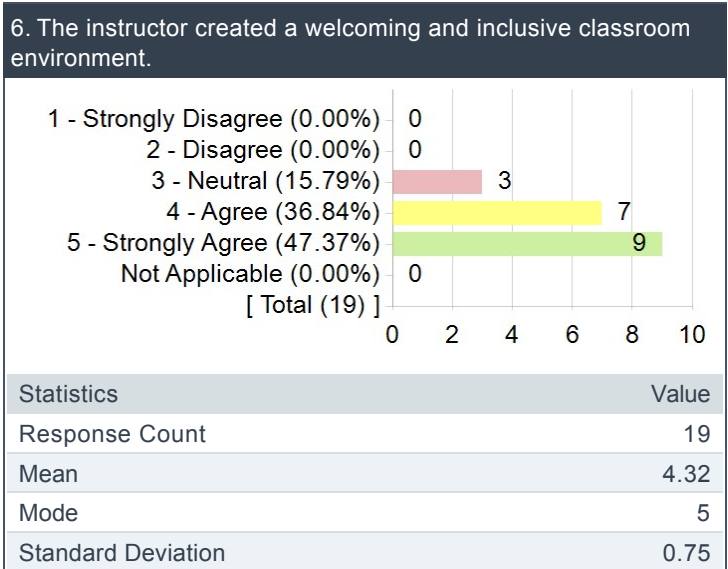 6. The instructor created a welcoming and inclusive classroom
environment.
1 - Strongly Disagree (0.00%) 0
2 - Disagree (0.00%) 0
3 - Neutral (15.79%) 3
4 - Agree (36.84%) 7
5 - Strongly Agree (47.37%) 9
Not Applicable (0.00%) 0
[ Total (19) ]
0 2 4 6 8 10
Statistics Value
Response Count 19
Mean 4.32
Mode 5
Standard Deviation 0.75